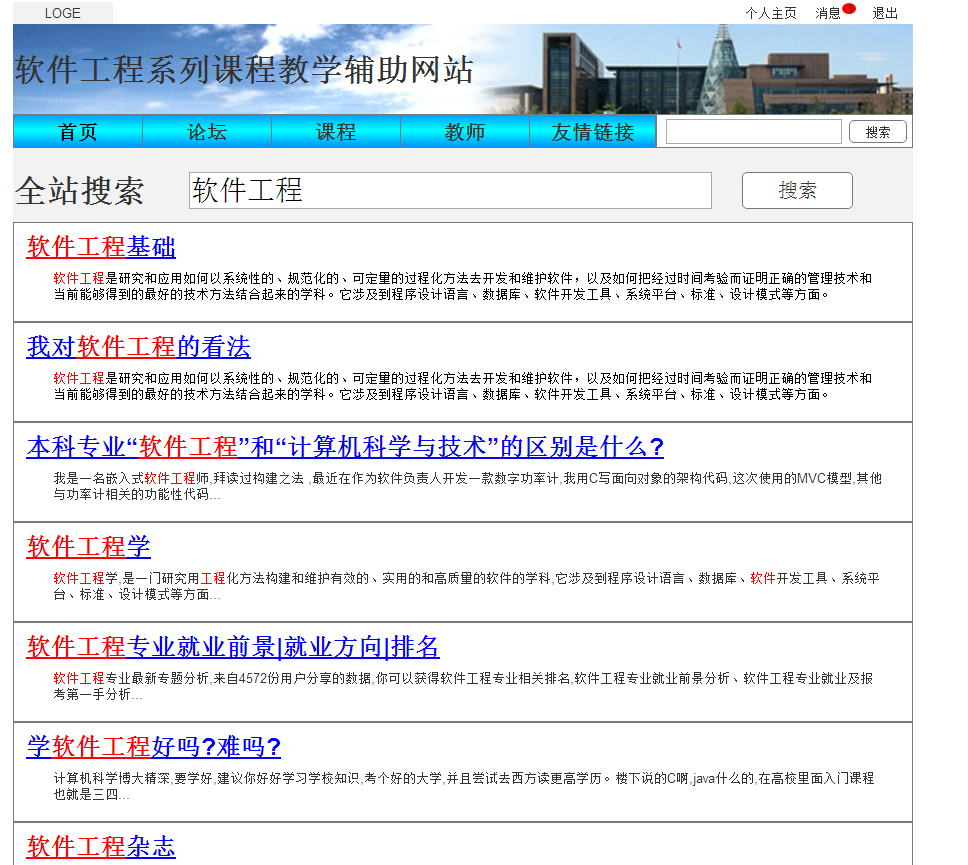 LOGE 个人主页 消息 1 退出
软件工程系列课程教学辅助网站
首页 论坛 课程 教师 友情链接 搜索
全站搜索 软件工程 搜索
软件工程基础
软件工程是研究和应用如何以系统性的、规范化的、可定量的过程化方法去开发和维护软件，以及如何把经过时间考验而证明正确的管理技术和
当前能够得到的最好的技术方法结合起来的学科。它涉及到程序设计语言、数据库、软件开发工具、系统平台、标准、设计模式等方面。
我对软件工程的看法
软件工程是研究和应用如何以系统性的、规范化的、可定量的过程化方法去开发和维护软件，以及如何把经过时间考验而证明正确的管理技术和
当前能够得到的最好的技术方法结合起来的学科。它涉及到程序设计语言、数据库、软件开发工具、系统平台、标准、设计模式等方面。
本科专业“软件工程”和“计算机科学与技术”的区别是什么?
我是一名嵌入式软件工程师,拜读过构建之法 ,最近在作为软件负责人开发一款数字功率计,我用C写面向对象的架构代码,这次使用的MVC模型,其他
与功率计相关的功能性代码...
软件工程学
软件工程学,是一门研究用工程化方法构建和维护有效的、实用的和高质量的软件的学科,它涉及到程序设计语言、数据库、软件开发工具、系统平
台、标准、设计模式等方面...
软件工程专业就业前景|就业方向|排名
软件工程专业最新专题分析,来自4572份用户分享的数据,你可以获得软件工程专业相关排名,软件工程专业就业前景分析、软件工程专业就业及报
考第一手分析...
学软件工程好吗?难吗?
计算机科学博大精深,要学好,建议你好好学习学校知识,考个好的大学,并且尝试去西方读更高学历。楼下说的C啊,java什么的,在高校里面入门课程
也就是三四...
软件工程杂志